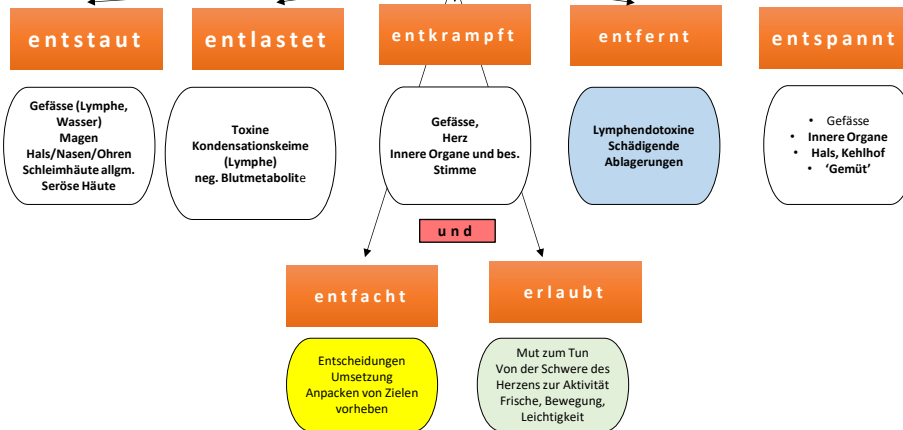 entstaut
entlastet
entkrampft
entfernt
entspannt
Gefässe (Lymphe,
Wasser)
Magen
Hals/Nasen/Ohren
Schleimhäute allgm.
Seröse Häute
Toxine
Kondensationskeime
(Lymphe)
neg. Blutmetabolite
Gefässe,
Herz
Innere Organe und bes.
Stimme
Lymphendotoxine
Schädigende
Ablagerungen
• Gefässe
• Innere Organe
• Hals, Kehlhof
• ‘Gemüt’
und
entfacht
erlaubt
Entscheidungen
Umsetzung
Anpacken von Zielen
vorheben
Mut zum Tun
Von der Schwere des
Herzens zur Aktivität
Frische, Bewegung,
Leichtigkeit